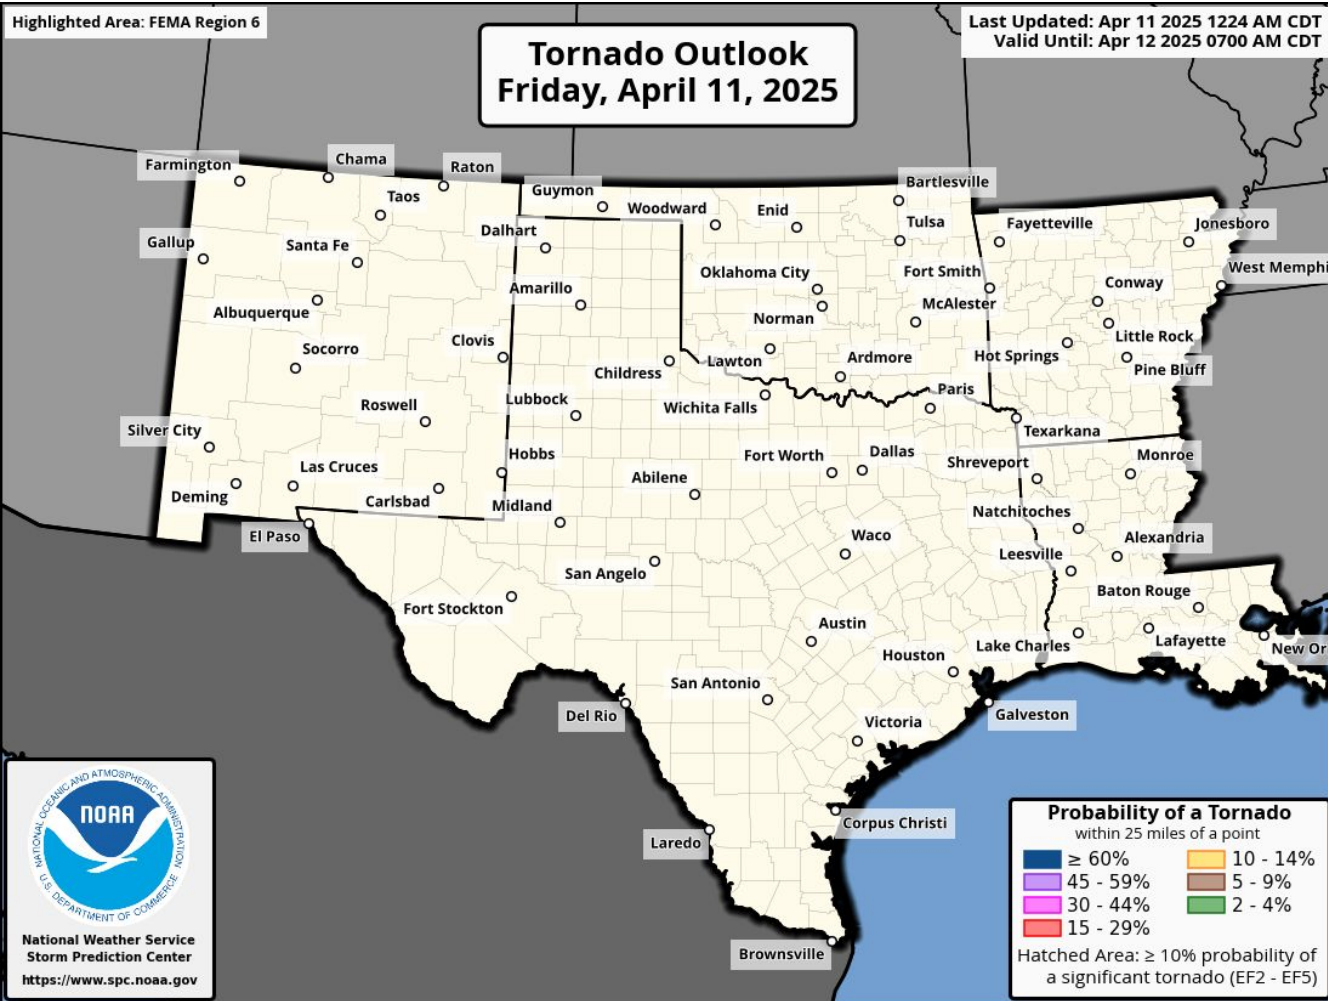 Highlighted Area: FEMA Region 6
Last Updated: Apr 11 2025 1224 AM CDT
Valid Until: Apr 12 2025 0700 AM CDT
Tornado Outlook
Friday, April 11, 2025
Farmington
Chama
Raton
Taos
Guymon
Woodward
Enid
Bartlesville
Tulsa
Fayetteville
Jonesboro
Gallup
Santa Fe
Dalhart
Amarillo
Oklahoma City
Fort Smith
West Memphi
Conway
Albuquerque
Norman
McAlester
Little Rock
Socorro
Clovis
Childress
Lawton
Ardmore
Hot Springs
Pine Bluff
Roswell
Lubbock
Wichita Falls
Paris
Texarkana
Silver City
Las Cruces
Hobbs
Abilene
Fort Worth
Dallas
Shreveport
Monroe
Deming
Carlsbad
Midland
Natchitoches
El Paso
San Angelo
Waco
Leesville
Alexandria
Fort Stockton
Baton Rouge
Austin
Houston
Lake Charles
Lafayette
New Or
San Antonio
Del Rio
Victoria
Galveston
Corpus Christi
Laredo
Brownsville
NATIONAL OCEANIC AND ATMOSPHERIC ADMINISTRATION
NOAA
U.S. DEPARTMENT OF COMMERCE
National Weather Service
Storm Prediction Center
https://www.spc.noaa.gov
Probability of a Tornado
within 25 miles of a point
≥ 60%
45 - 59%
30 - 44%
15 - 29%
10 - 14%
5 - 9%
2 - 4%
Hatched Area: ≥ 10% probability of
a significant tornado (EF2 - EF5)